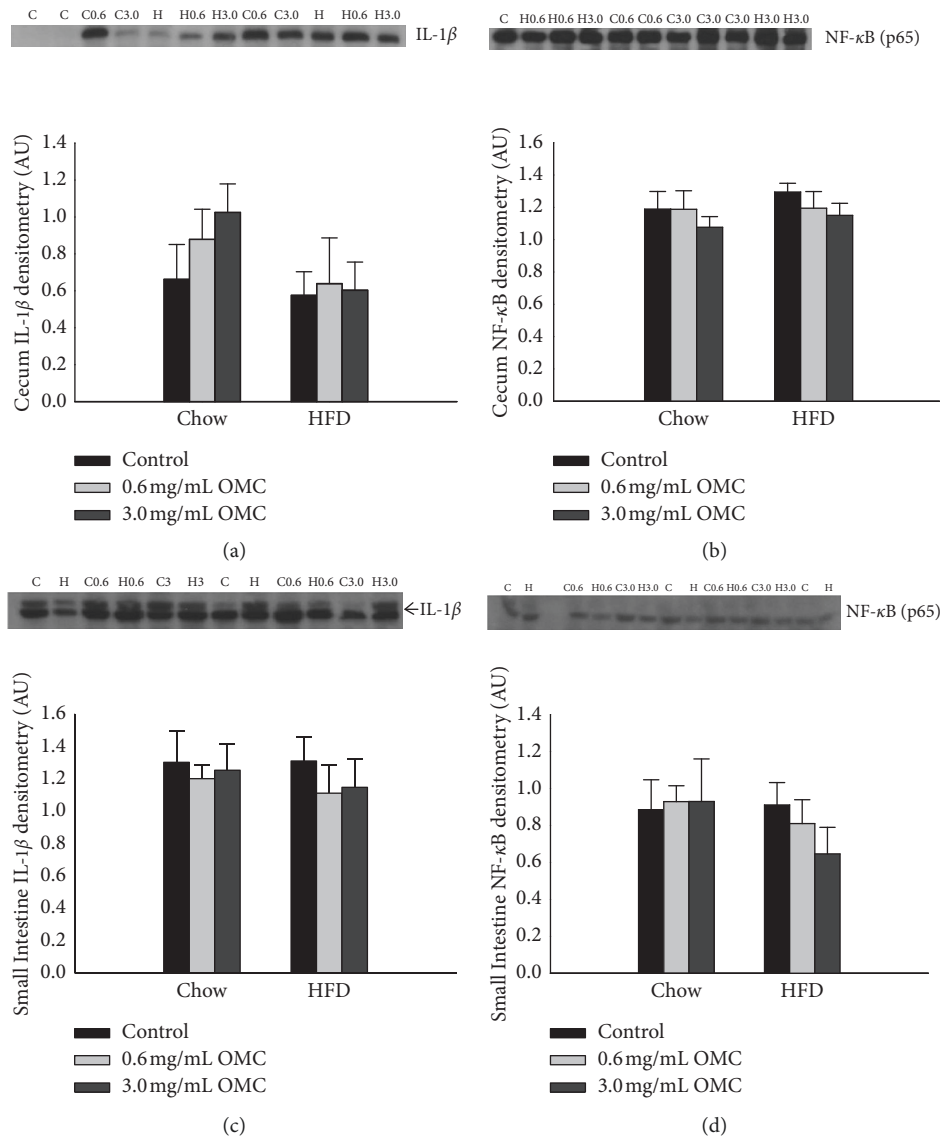 C C C0.6 C3.0 H H0.6 H3.0 C0.6 C3.0 H H0.6 H3.0
IL-1β
Cecum IL-1β densitometry (AU)
1.4
1.2
1.0
0.8
0.6
0.4
0.2
0.0
Chow HFD
Control
0.6 mg/mL OMC
3.0 mg/mL OMC
(a)
C H0.6 H0.6 H3.0 C0.6 C0.6 C3.0 C3.0 C3.0 H3.0 H3.0
NF-κB (p65)
Cecum NF-κB densitometry (AU)
1.6
1.4
1.2
1.0
0.8
0.6
0.4
0.2
0.0
Chow HFD
Control
0.6 mg/mL OMC
3.0 mg/mL OMC
(b)
C H C0.6 H0.6 C3 H3 C H C0.6 H0.6 C3.0 H3.0
←IL-1β
Small Intestine IL-1β densitometry (AU)
1.6
1.4
1.2
1.0
0.8
0.6
0.4
0.2
0.0
Chow HFD
Control
0.6 mg/mL OMC
3.0 mg/mL OMC
(c)
C H C0.6 H0.6 C3.0 H3.0 C H C0.6 H0.6 C3.0 H3.0 C H
NF-κB (p65)
Small Intestine NF-κB densitometry (AU)
1.4
1.2
1.0
0.8
0.6
0.4
0.2
0.0
Chow HFD
Control
0.6 mg/mL OMC
3.0 mg/mL OMC
(d)